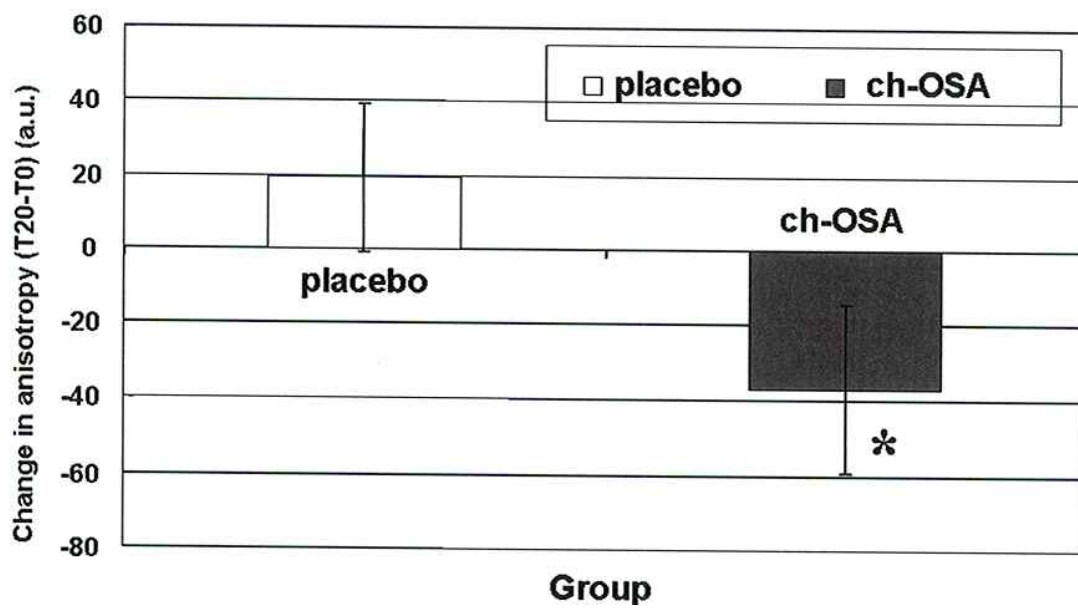 60
placebo ch-OSA
40
20
ch-OSA
0
placebo
-20
-40
*
-60
-80
Group
Change in anisotropy (T20-T0) (a.u.)